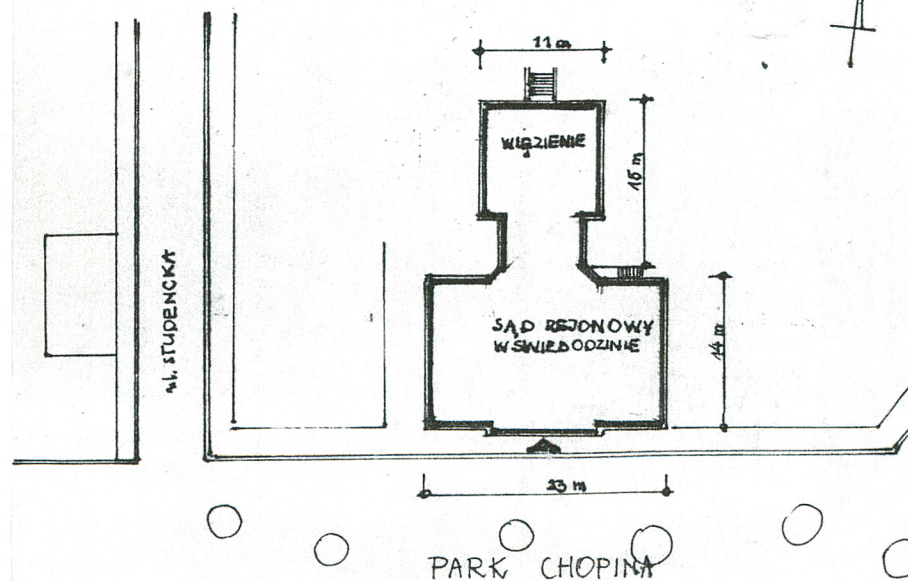 11 m
WIĘZIENIE
16 m
ul. STUDENCKA
SĄD REJONOWY
W ŚWIEBODZINIE
14 m
23 m
PARK CHOPINA